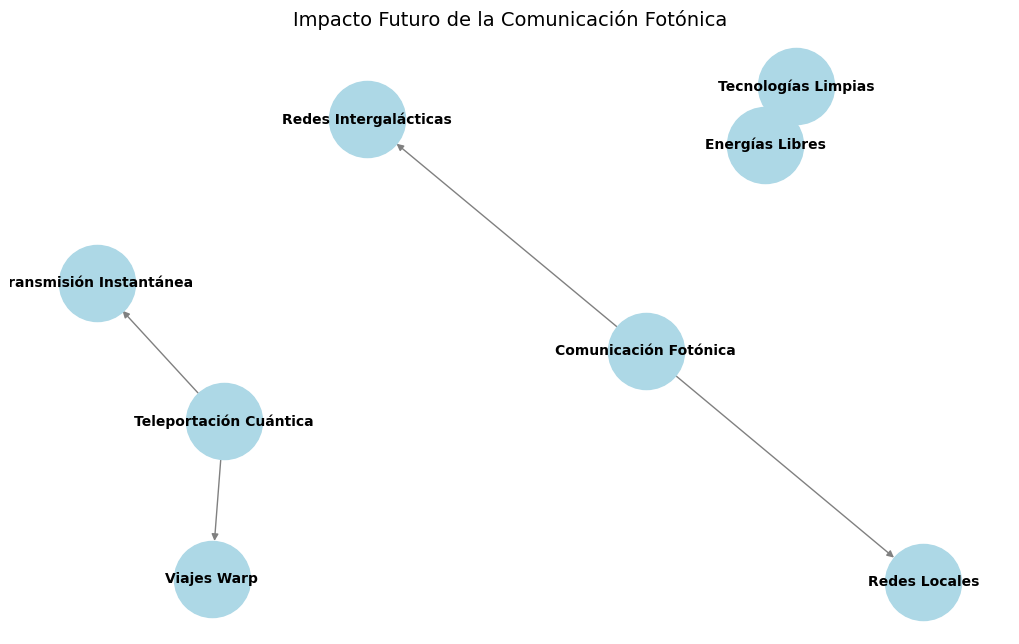 Impacto Futuro de la Comunicación Fotónica
Tecnologías Limpias
Redes Intergalácticas
Energías Libres
ransmisión Instantánea
Comunicación Fotónica
Teleportación Cuántica
Viajes Warp
Redes Locales